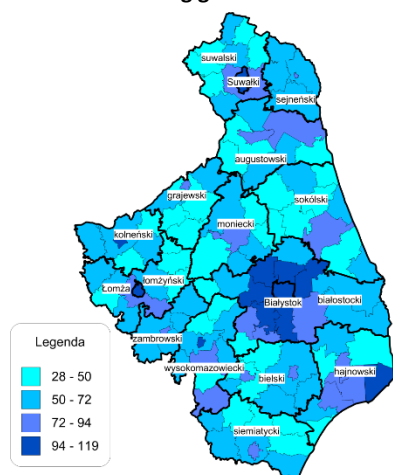 suwalski
Suwałki
sejneński
augustowski
grajewski
sokólski
kolneński
moniecki
Łomża
łomżyński
Białystok
białostocki
zambrowski
wysokomazowiecki
bielski
hajnowski
siemiatycki
Legenda
28 - 50
50 - 72
72 - 94
94 - 119